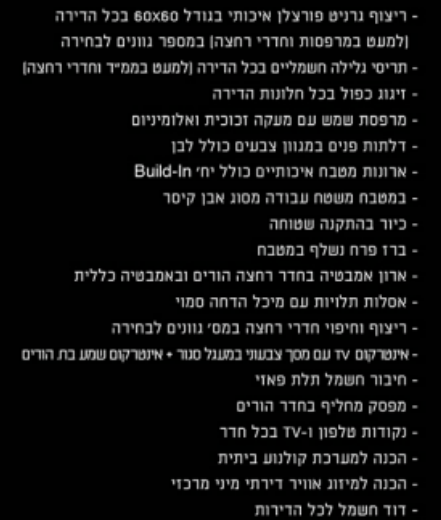 - ריצוף גרניט פורצלן איכותי בגודל 60X60 בכל הדירה
(למעט במרפסות וחדרי רחצה) במספר גוונים לבחירה
- תריסי גלילה חשמליים בכל הדירה (למעט בממ"ד וחדרי רחצה)
- זיגוג כפול בכל חלונות הדירה
- מרפסת שמש עם מעקה זכוכית ואלומיניום
- דלתות פנים במגוון צבעים כולל לבן
- ארונות מטבח איכותיים כולל יח' Build-In
- במטבח משטח עבודה מסוג אבן קיסר
- כיור בהתקנה שטוחה
- ברז פרח נשלף במטבח
- ארון אמבטיה בחדר רחצה הורים ובאמבטיה כללית
- אסלות תלויות עם מיכל הדחה סמוי
- ריצוף וחיפוי חדרי רחצה במס' גוונים לבחירה
- אינטרקום TV עם מסך צבעוני במעגל סגור + אינטרקום שמע בח. הורים
- חיבור חשמל תלת פאזי
- מפסק מחליף בחדר הורים
- נקודות טלפון ו-TV בכל חדר
- הכנה למערכת קולנוע ביתית
- הכנה למיזוג אוויר דירתי מיני מרכזי
- דוד חשמל לכל הדירות